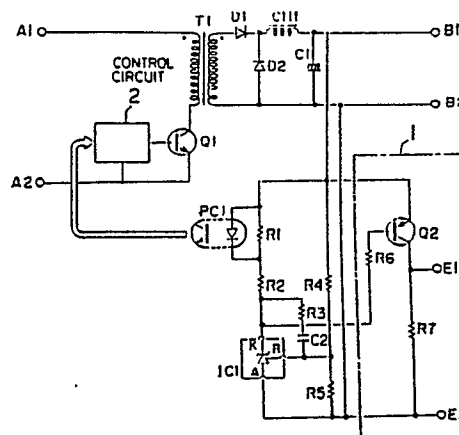 A1 T1 D1 CH1 B1
CONTROL CIRCUIT
2
D2 C1
Q1
B2
A2
1
PC1
R1
Q2
R6
E1
R2 R4
R3
C2
R7
K R
IC1 A
R5